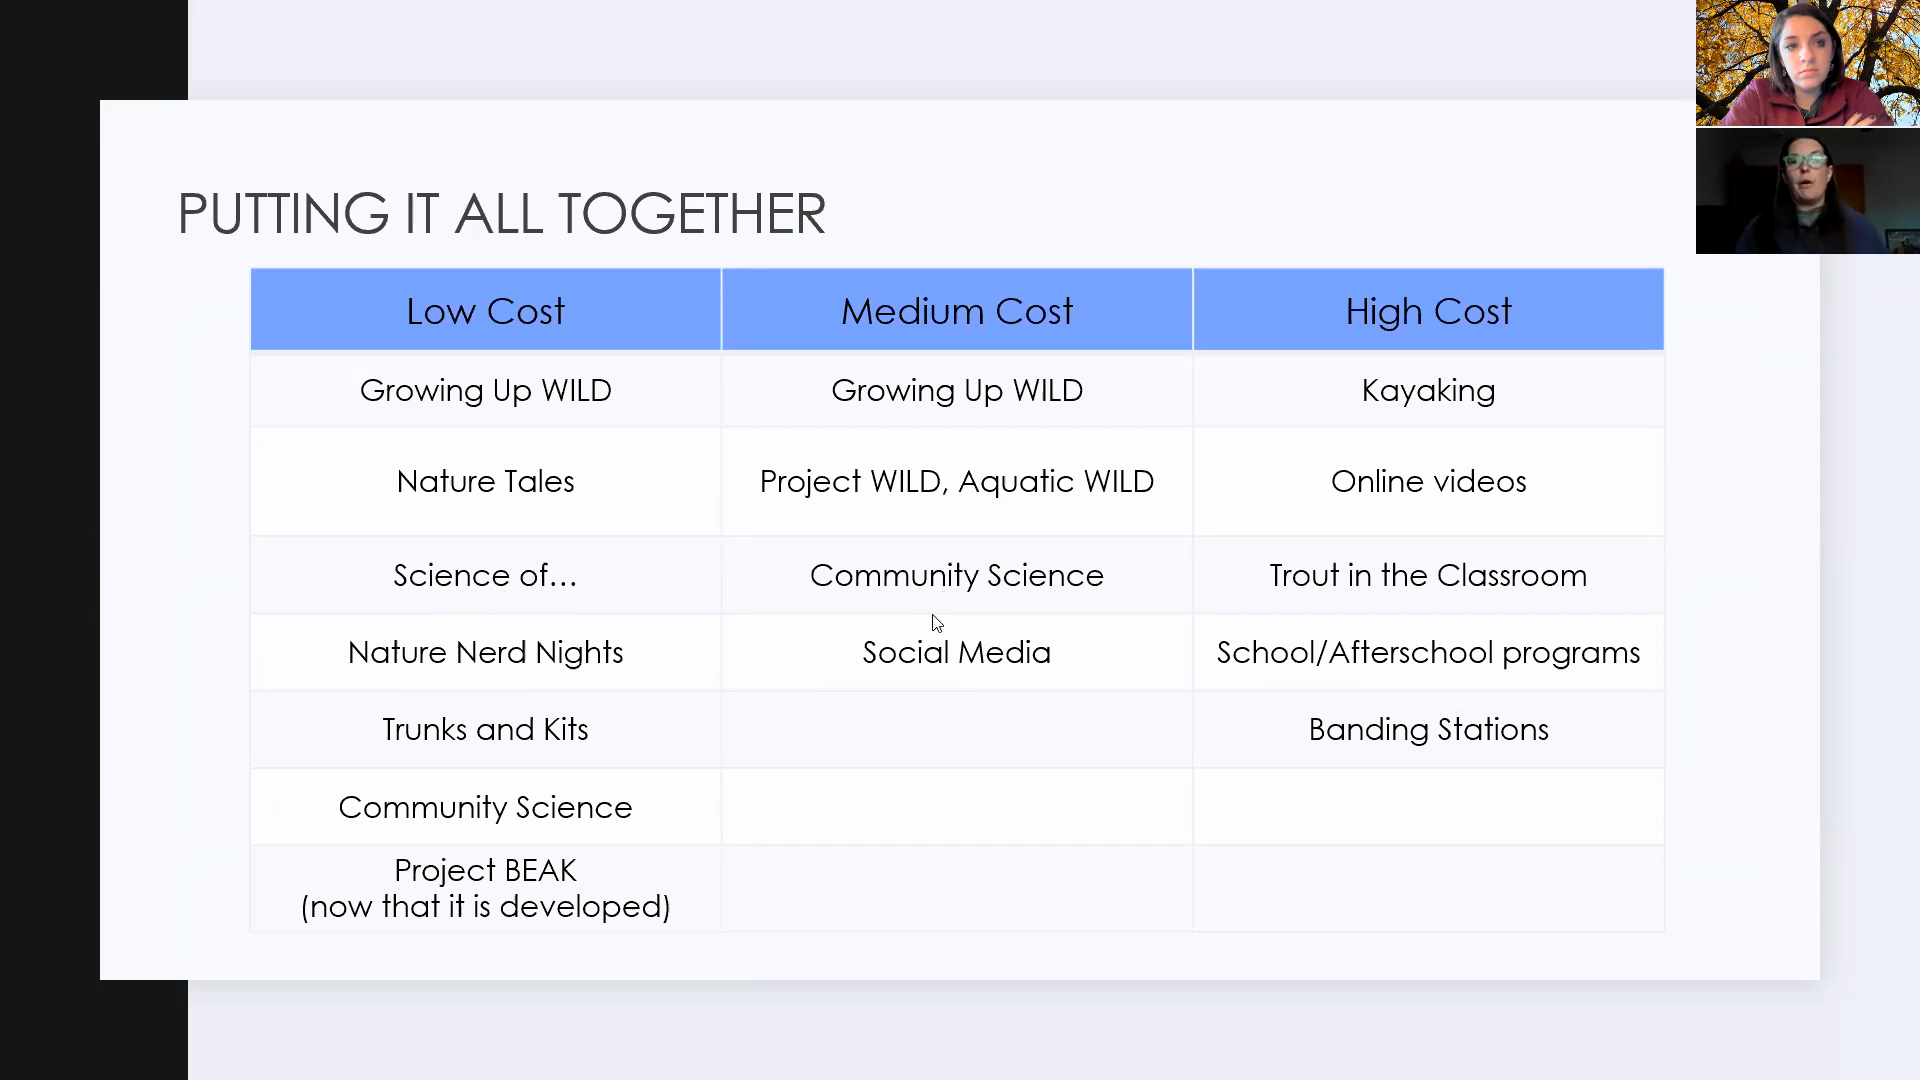 PUTTING IT ALL TOGETHER
Low Cost Medium Cost High Cost
Growing Up WILD Growing Up WILD Kayaking
Nature Tales Project WILD, Aquatic WILD Online videos
Science of... Community Science Trout in the Classroom
Nature Nerd Nights Social Media School/Afterschool programs
Trunks and Kits Banding Stations
Community Science
Project BEAK
(now that it is developed)